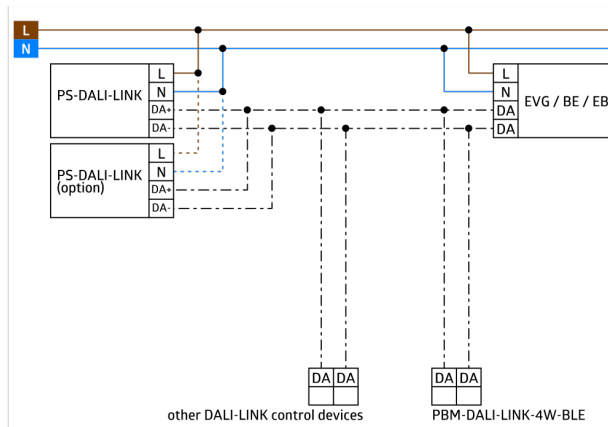 L
N
PS-DALI-LINK
L
N
DA+
DA-
L
N
DA
DA
EVG / BE / EB
PS-DALI-LINK
(option)
L
N
DA+
DA-
DA DA
DA DA
other DALI-LINK control devices
PBM-DALI-LINK-4W-BLE